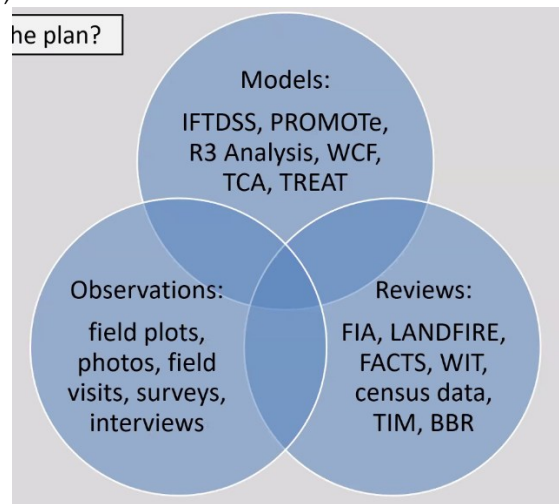 )
he plan?
Models:
IFTDSS, PROMOTe,
R3 Analysis, WCF,
TCA, TREAT
Observations:
field plots,
photos, field
visits, surveys,
interviews
Reviews:
FIA, LANDFIRE,
FACTS, WIT,
census data,
TIM, BBR